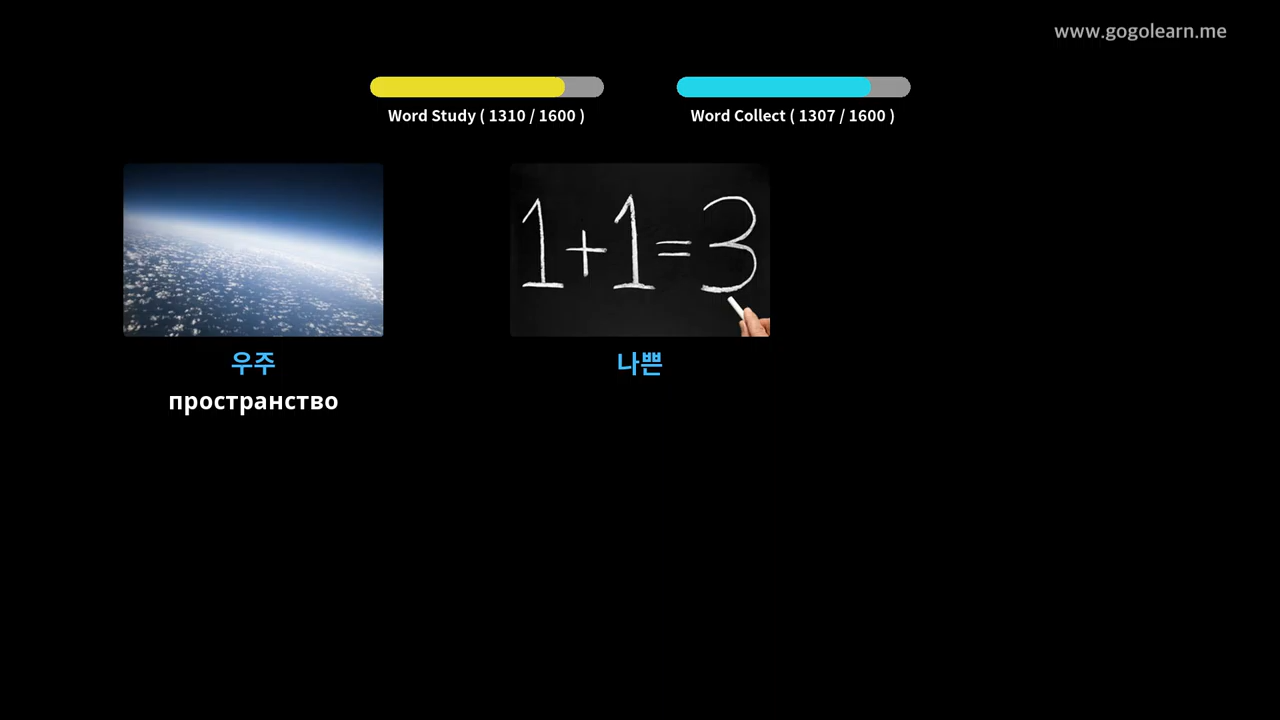 www.gogolearn.me
Word Study ( 1310 / 1600 )
Word Collect ( 1307 / 1600 )
1+1=3
우주
나쁜
пространство